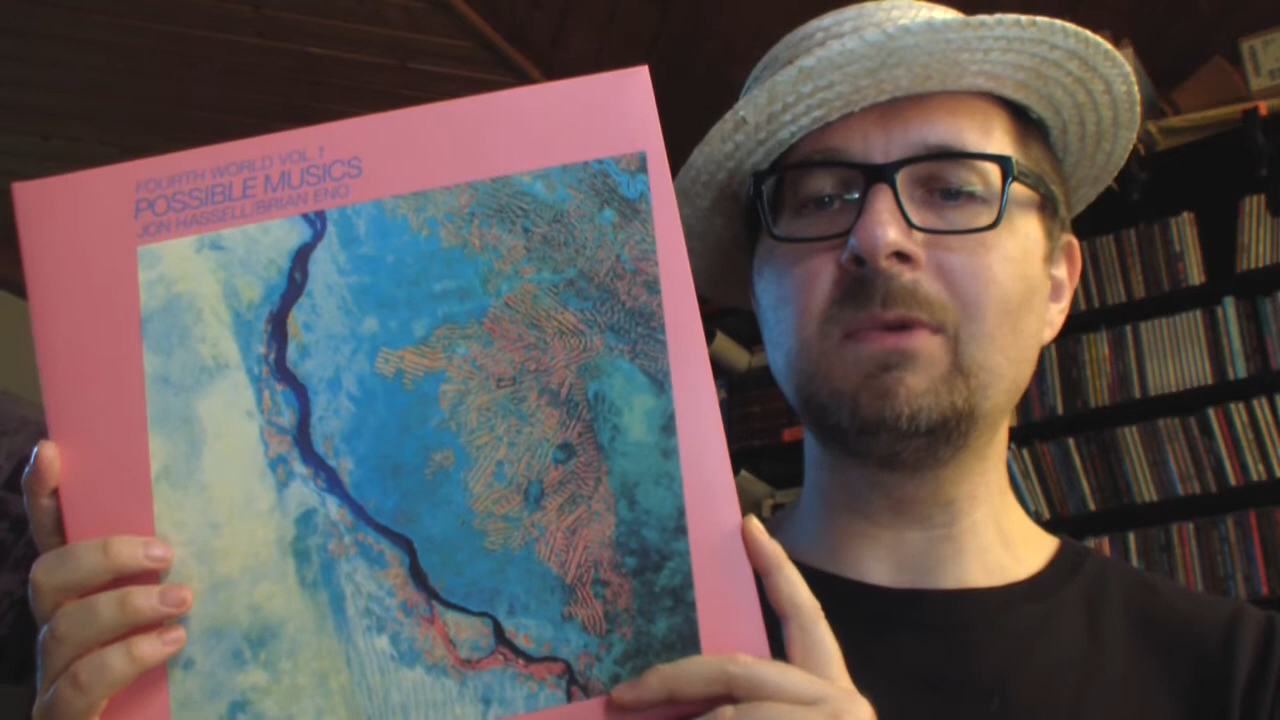 FOURTH WORLD VOL. 1
POSSIBLE MUSICS
JON HASSELL/BRIAN ENO